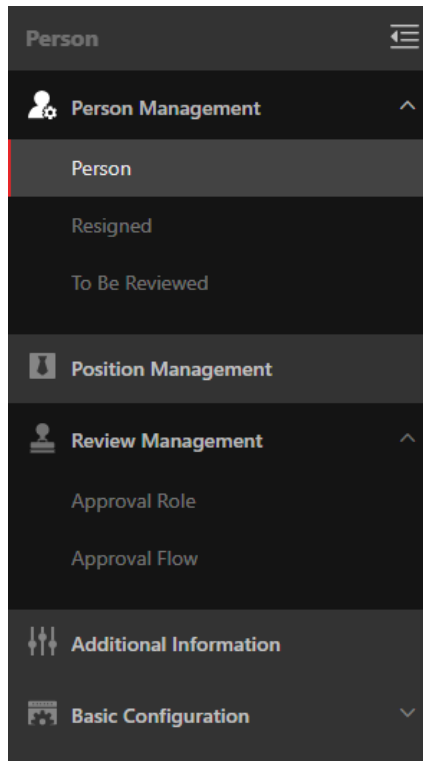 Person
Person Management
Person
Resigned
To Be Reviewed
Position Management
Review Management
Approval Role
Approval Flow
Additional Information
Basic Configuration